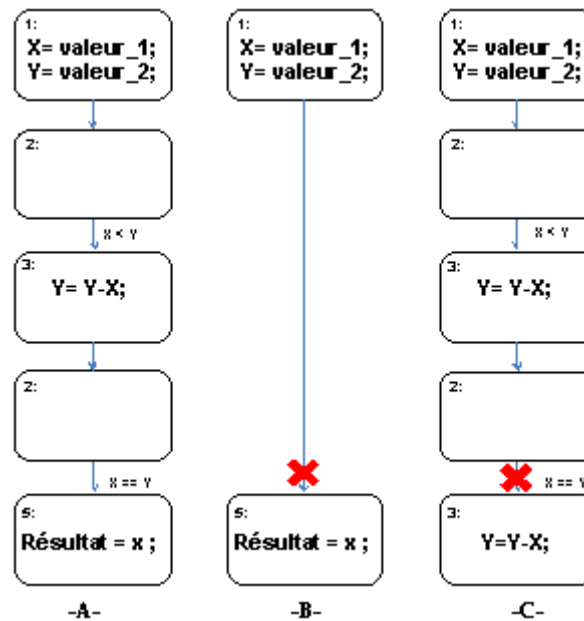 1:
X= valeur_1;
Y= valeur_2;
2:
X < Y
3:
Y= Y-X;
2:
X == Y
5:
Résultat = x ;
-A-
1:
X= valeur_1;
Y= valeur_2;
5:
Résultat = x ;
-B-
1:
X= valeur_1;
Y= valeur_2;
2:
X < Y
3:
Y= Y-X;
2:
X == Y
3:
Y=Y-X;
-C-